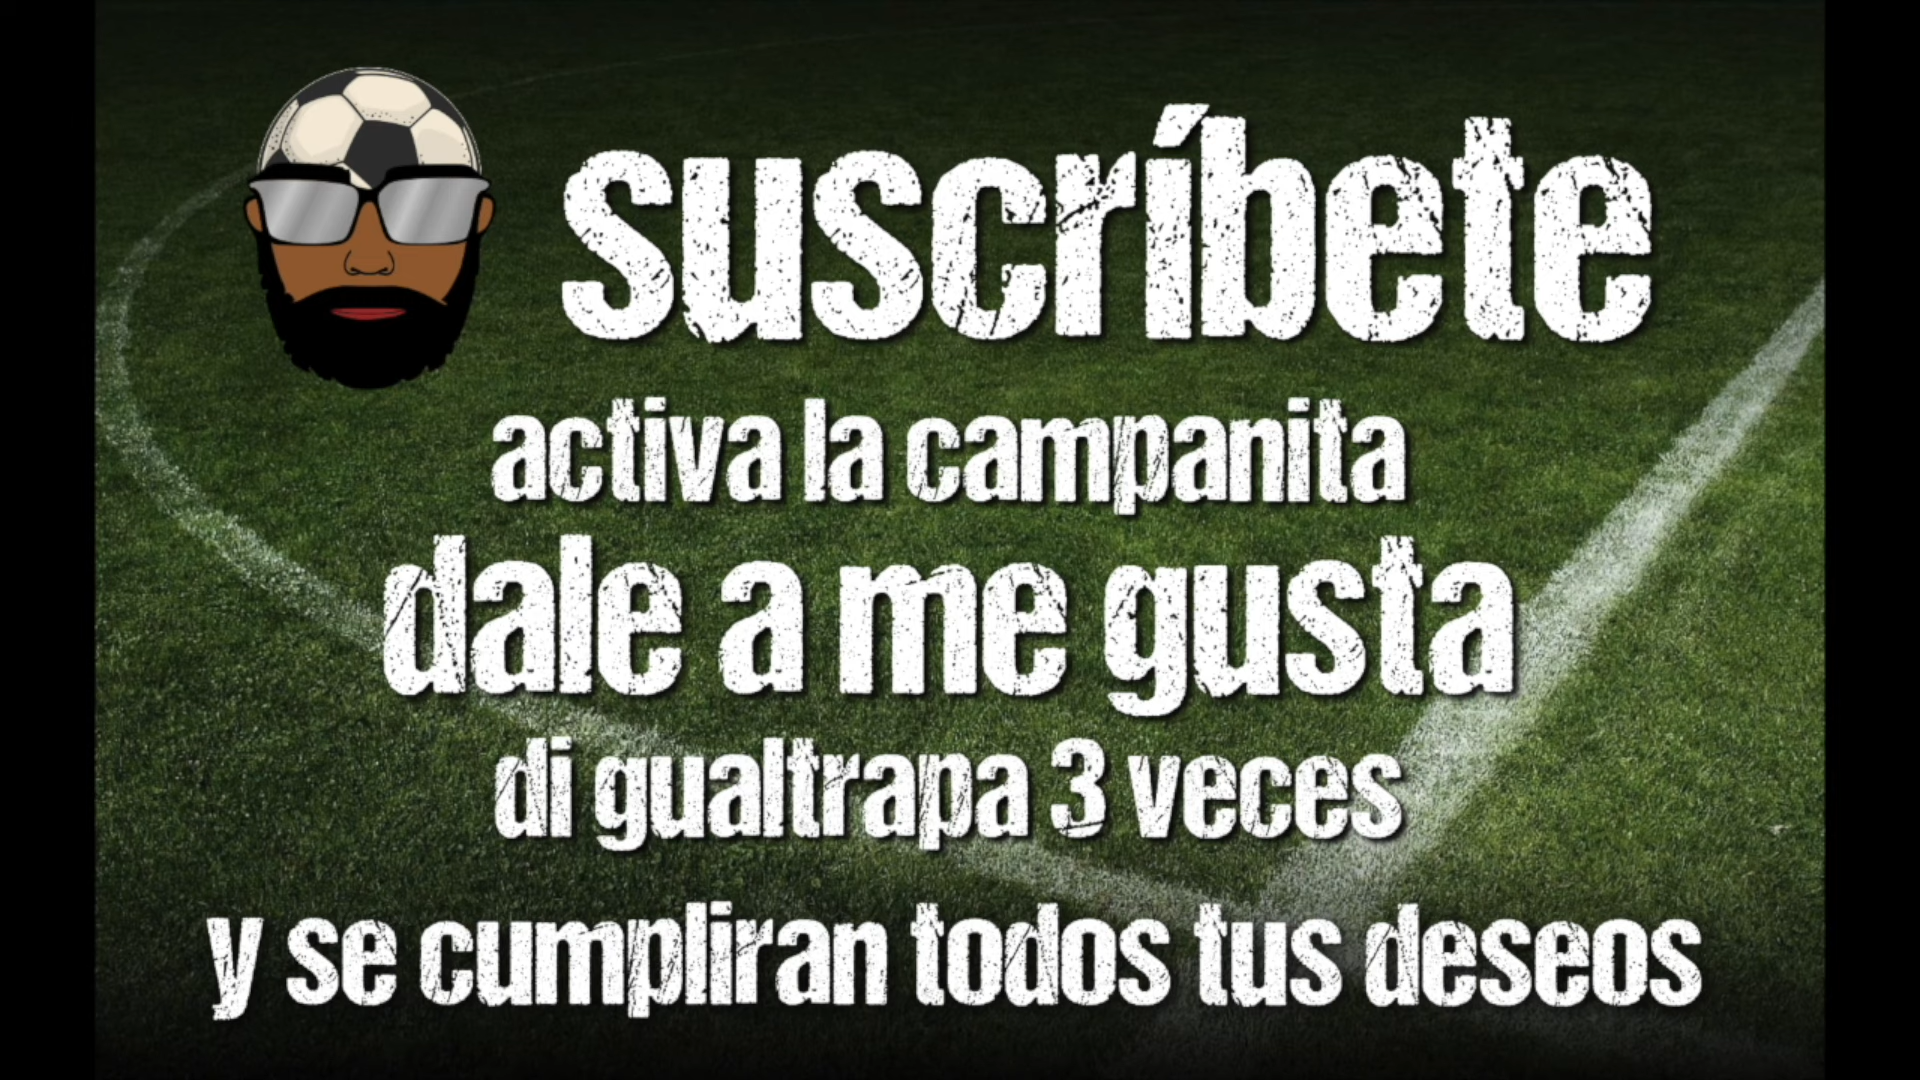 suscríbete
activa la campanita
dale a me gusta
di gualtrapa 3 veces
y se cumpliran todos tus deseos